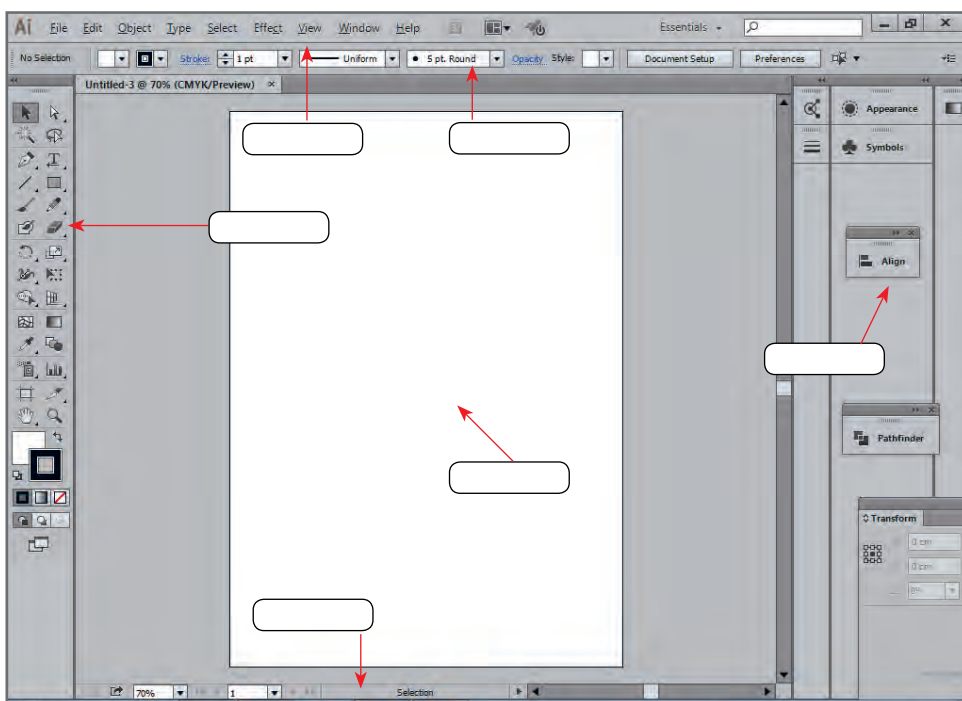 Ai File Edit Object Type Select Effect View Window Help Essentials
No Selection Stroke: 1 pt Uniform 5 pt. Round Opacity Style: Document Setup Preferences
Untitled-3 @ 70% (CMYK/Preview) ×
Appearance
Symbols
Align
Pathfinder
Transform
0 cm
0 cm
0°
70% 1 Selection